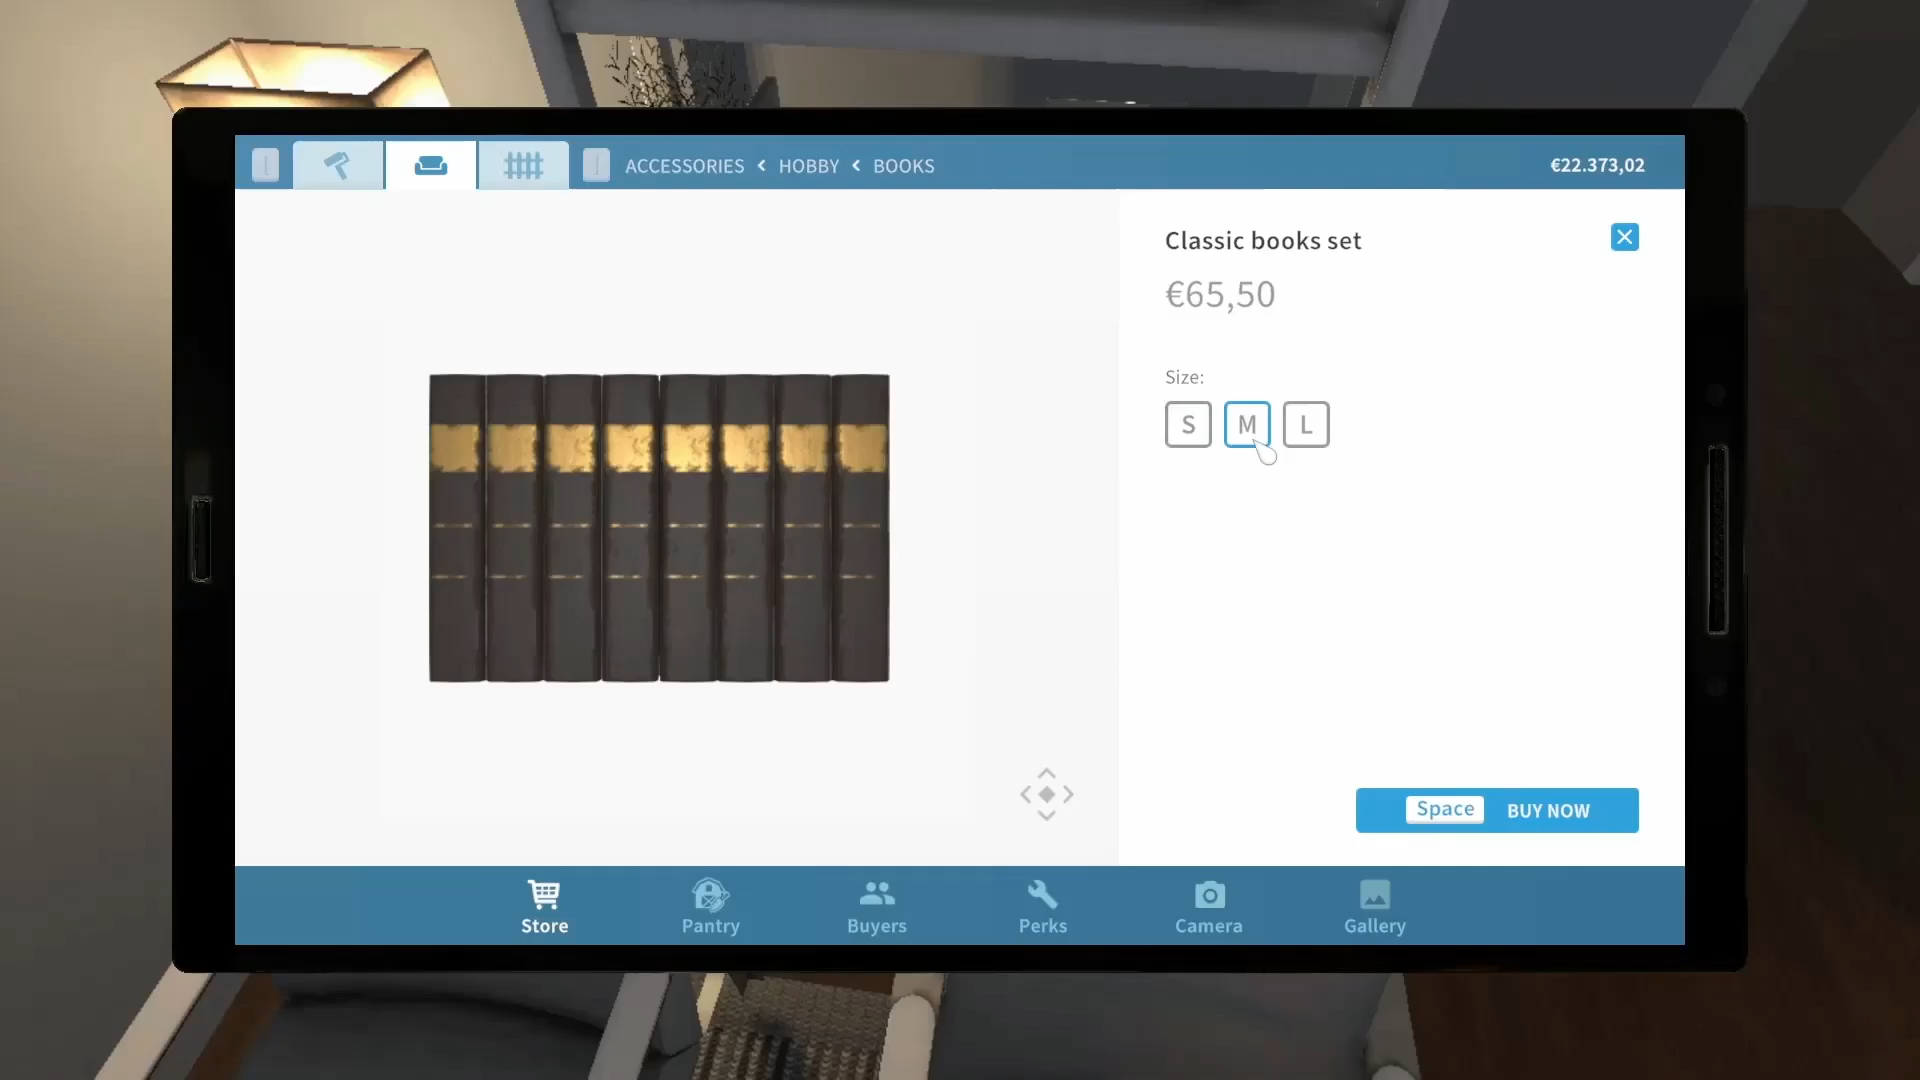 ACCESSORIES < HOBBY < BOOKS
€22.373,02
Classic books set
€65,50
Size:
S M L
Space BUY NOW
Store Pantry Buyers Perks Camera Gallery